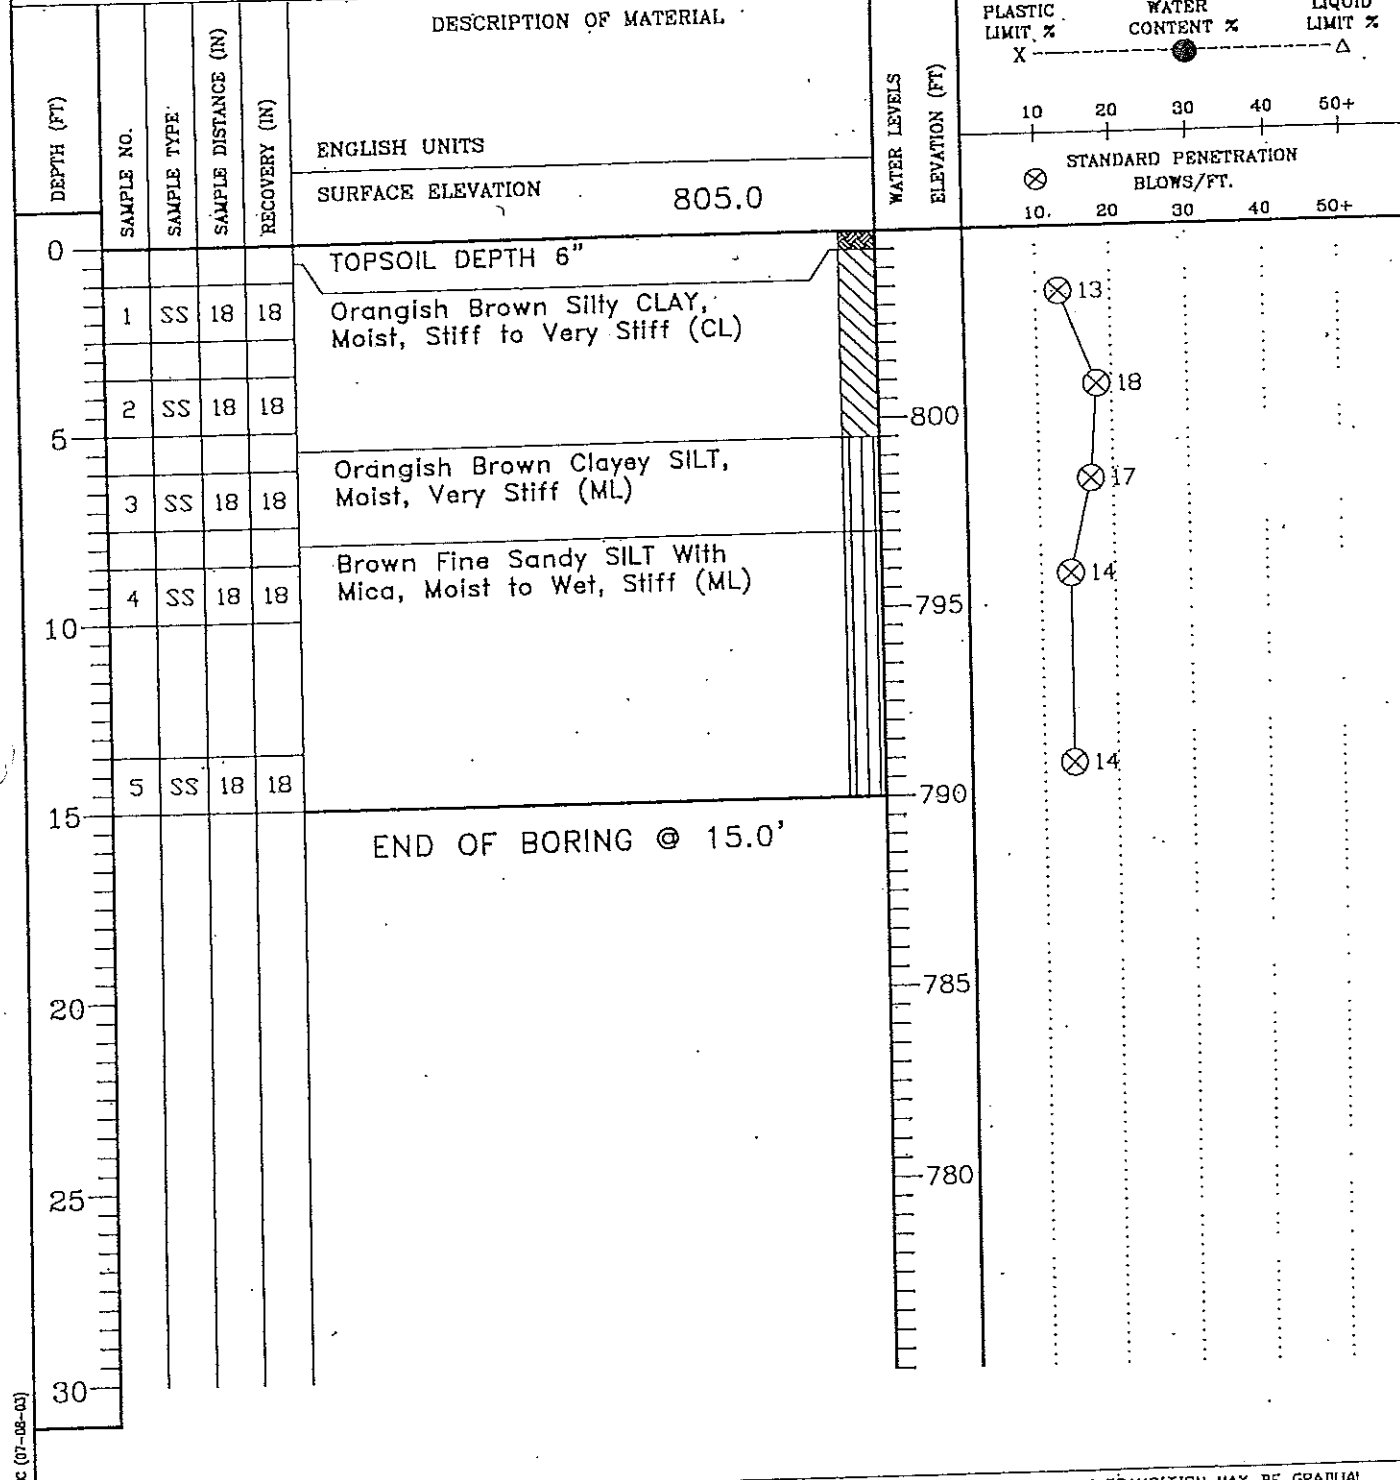 DEPTH (FT)
SAMPLE NO.
SAMPLE TYPE
SAMPLE DISTANCE (IN)
RECOVERY (IN)
DESCRIPTION OF MATERIAL
ENGLISH UNITS
SURFACE ELEVATION 805.0
WATER LEVELS
ELEVATION (FT)
PLASTIC LIMIT, %
WATER CONTENT %
LIQUID LIMIT %
X Δ
10 20 30 40 50+
⊗ STANDARD PENETRATION
BLOWS/FT.
10. 20 30 40 50+
0
TOPSOIL DEPTH 6"
1 SS 18 18
Orangish Brown Silty CLAY,
Moist, Stiff to Very Stiff (CL)
⊗ 13
2 SS 18 18
⊗ 18
800
5
Orangish Brown Clayey SILT,
Moist, Very Stiff (ML)
3 SS 18 18
⊗ 17
Brown Fine Sandy SILT With
Mica, Moist to Wet, Stiff (ML)
4 SS 18 18
⊗ 14
795
10
5 SS 18 18
⊗ 14
790
15
END OF BORING @ 15.0'
785
20
780
25
30
C (07-08-03)
MAY BE GRADUAL